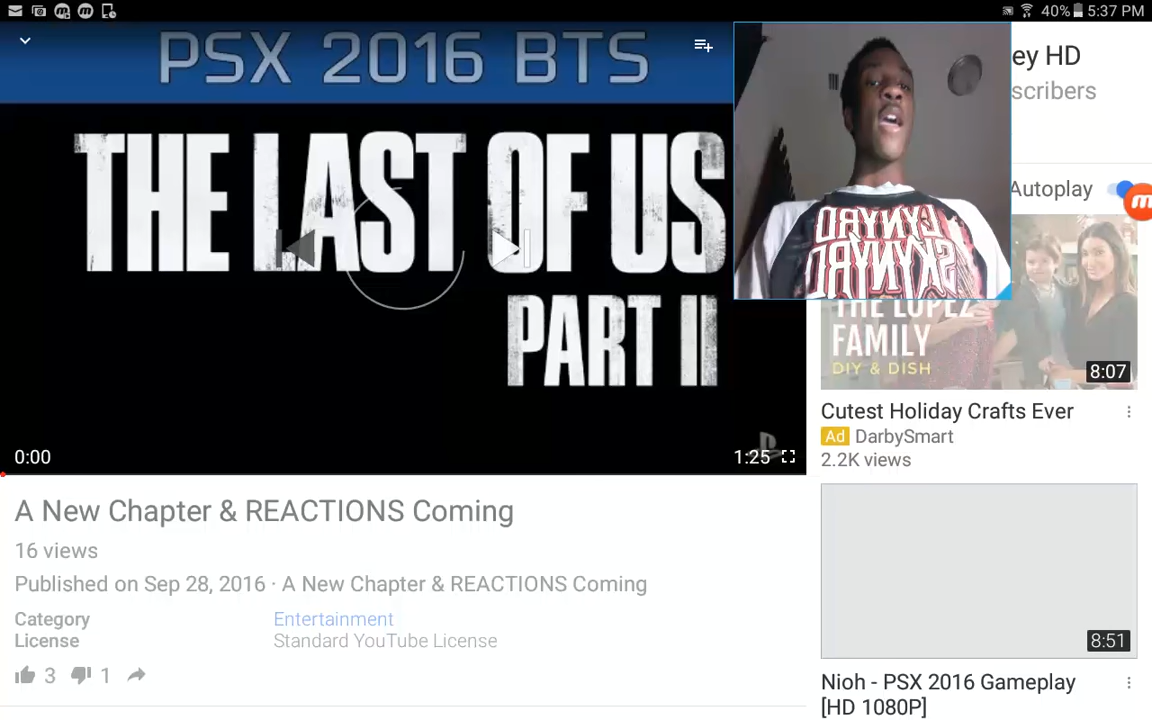 40% 5:37 PM
PSX 2016 BTS
THE LAST OF US
PART II
0:00
1:25
LYNYRD
SKYNYRD
ey HD
scribers
Autoplay
THE LOPEZ
FAMILY
DIY & DISH
8:07
Cutest Holiday Crafts Ever
Ad DarbySmart
2.2K views
8:51
Nioh - PSX 2016 Gameplay
[HD 1080P]
A New Chapter & REACTIONS Coming
16 views
Published on Sep 28, 2016 · A New Chapter & REACTIONS Coming
Category Entertainment
License Standard YouTube License
3 1